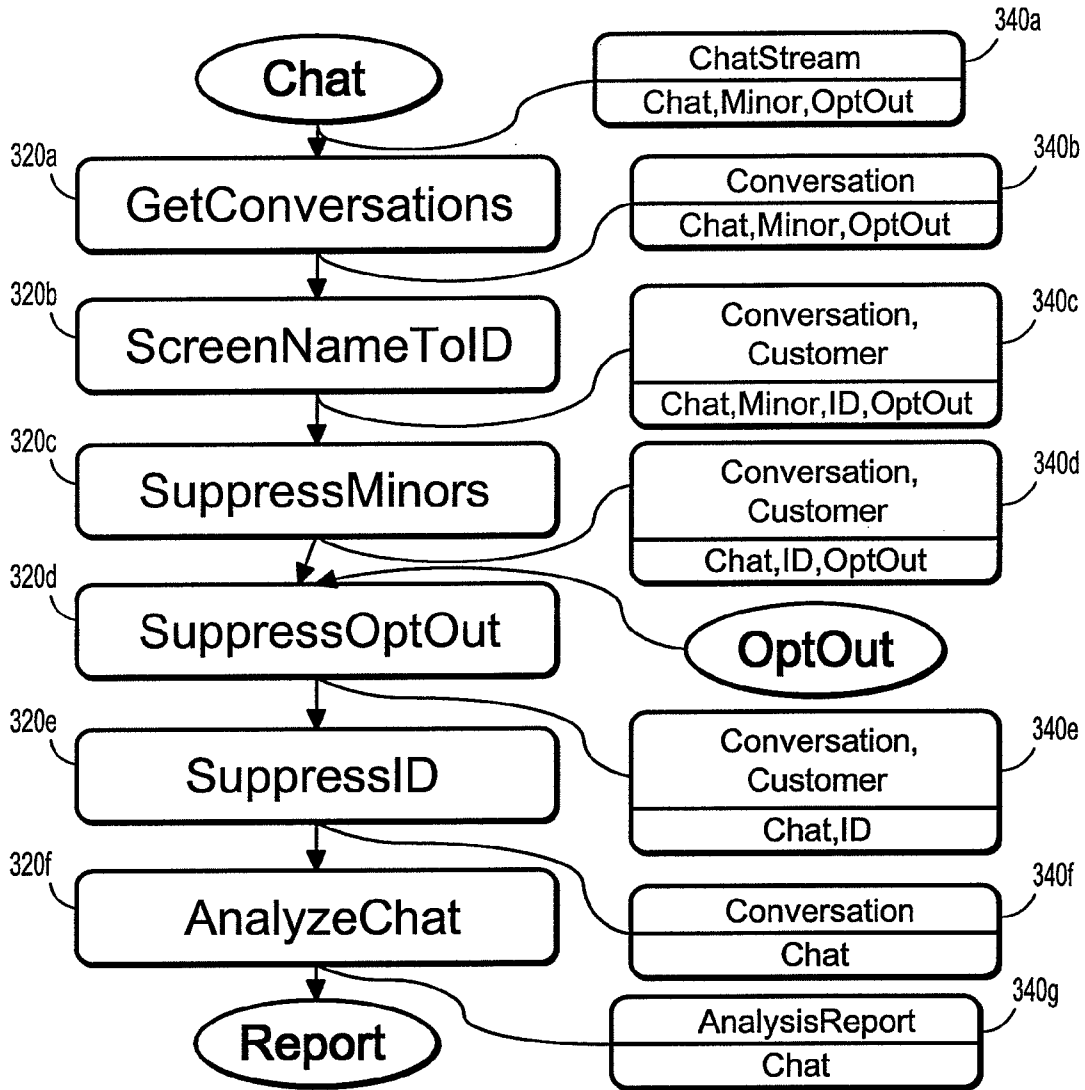 340a
Chat
ChatStream
Chat,Minor,OptOut
320a
GetConversations
340b
Conversation
Chat,Minor,OptOut
320b
ScreenNameToID
340c
Conversation,
Customer
Chat,Minor,ID,OptOut
320c
SuppressMinors
340d
Conversation,
Customer
Chat,ID,OptOut
320d
SuppressOptOut
OptOut
320e
SuppressID
340e
Conversation,
Customer
Chat,ID
320f
AnalyzeChat
340f
Conversation
Chat
Report
340g
AnalysisReport
Chat